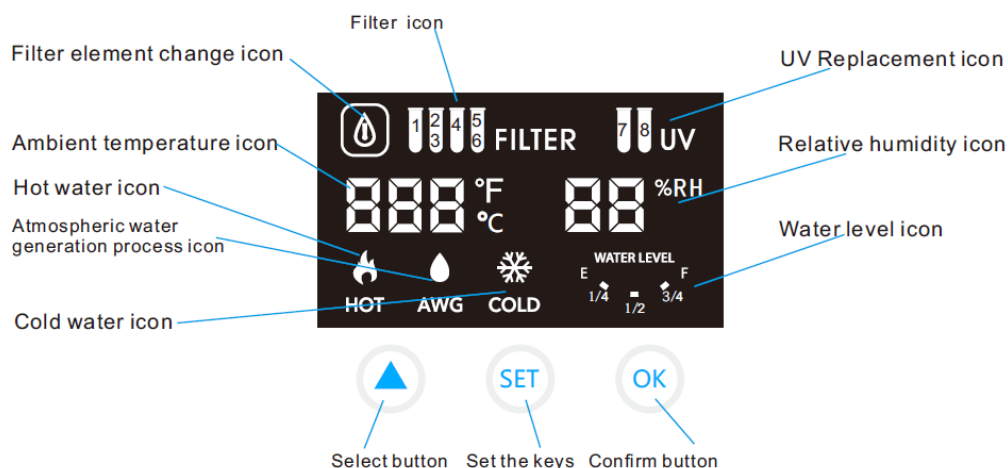 Filter icon
Filter element change icon
UV Replacement icon
1 2 3 4 5 6 FILTER
7 8 UV
Ambient temperature icon
Relative humidity icon
888 °F °C
88 %RH
Hot water icon
Atmospheric water
generation process icon
Water level icon
WATER LEVEL
E F
1/4 1/2 3/4
HOT AWG COLD
Cold water icon
SET OK
Select button Set the keys Confirm button